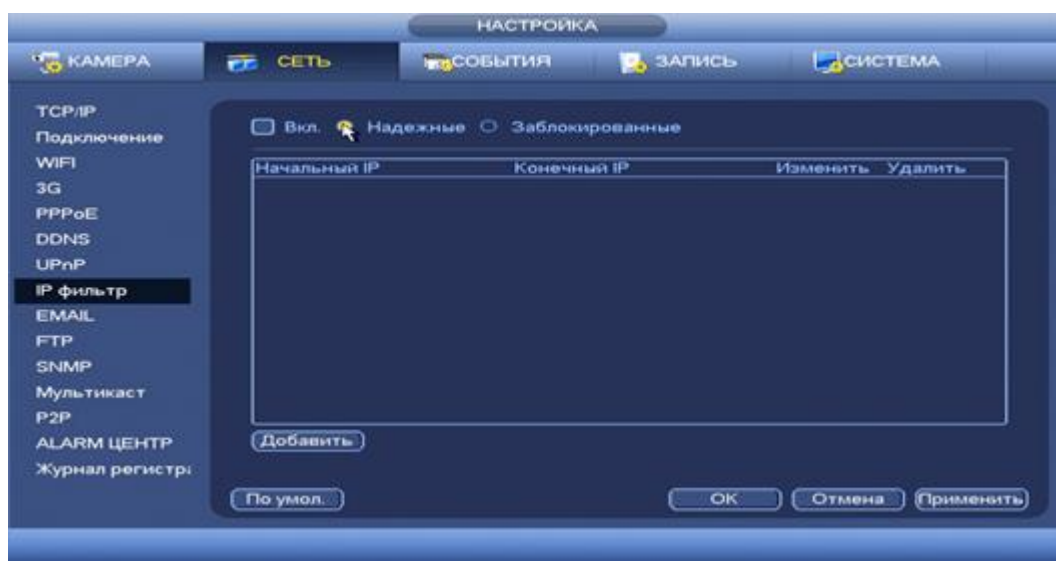 НАСТРОЙКА
КАМЕРА СЕТЬ СОБЫТИЯ ЗАПИСЬ СИСТЕМА
TCP/IP
Подключение
WIFI
3G
PPPoE
DDNS
UPnP
IP фильтр
EMAIL
FTP
SNMP
Мультикаст
P2P
ALARM ЦЕНТР
Журнал регистра
Вкл. Надежные Заблокированные
Начальный IP Конечный IP Изменить Удалить
Добавить
По умол. OK Отмена Применить